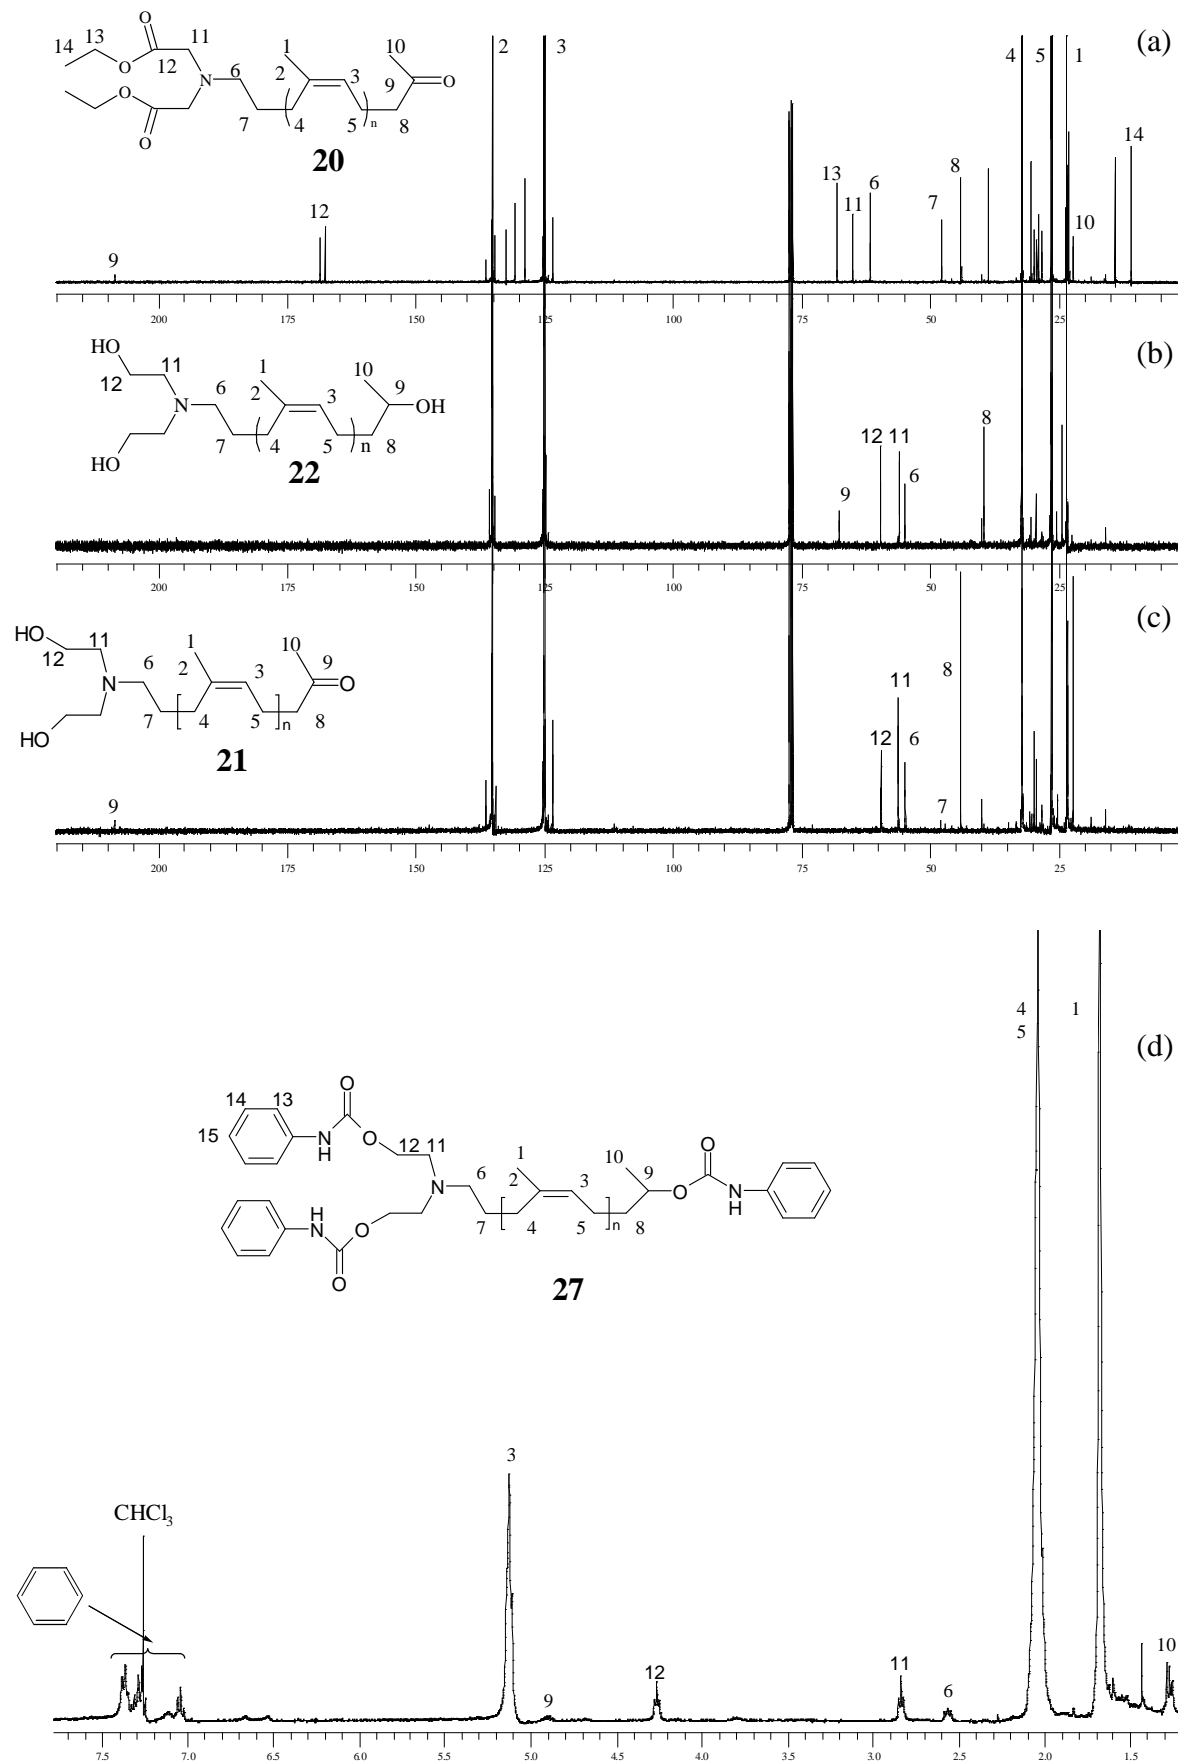 O
14 13 11
O 12 N 6 1 2 3 10 9 O
O 7 4 5 n 8
O
20
2 3 4 5 1 (a)
9 12 13 11 6 7 8 10 14
200 175 150 125 100 75 50 25
HO 12 11 N 6 1 2 3 10 9 OH
HO 7 4 5 n 8
22
(b)
9 12 11 6 8
200 175 150 125 100 75 50 25
HO 12 11 N 6 1 2 3 10 9 O
HO 7 4 5 n 8
21
(c)
9 12 11 6 7 8
200 175 150 125 100 75 50 25
4 5 1 (d)
14 13 O
15 N H O 12 11 N 6 1 2 3 10 9 O O N H
7 4 5 n 8
N H O O
27
CHCl3
3
9 12 11 6 10
7.5 7.0 6.5 5.5 5.0 4.5 4.0 3.5 3.0 2.5 2.0 1.5